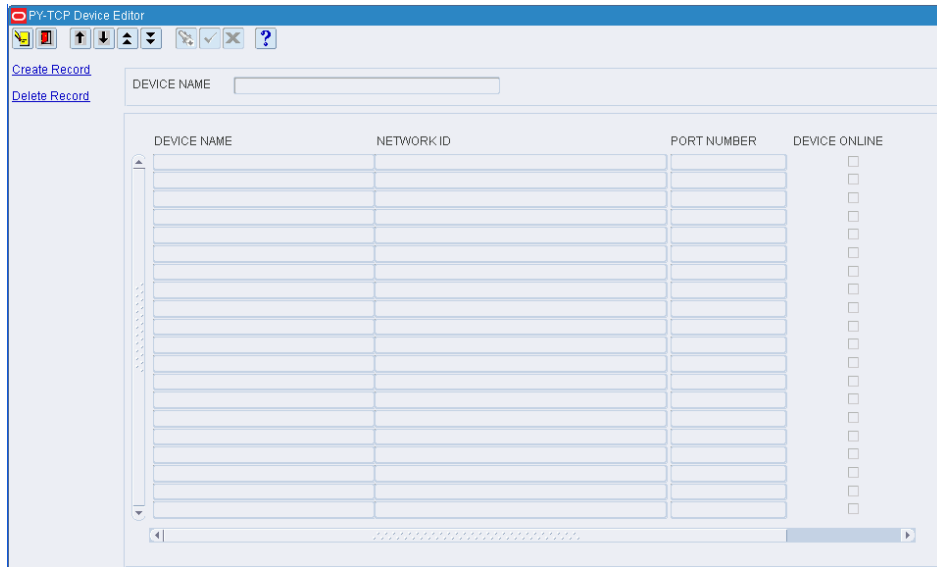 PY-TCP Device Editor
?
Create Record
Delete Record
DEVICE NAME
DEVICE NAME NETWORK ID PORT NUMBER DEVICE ONLINE